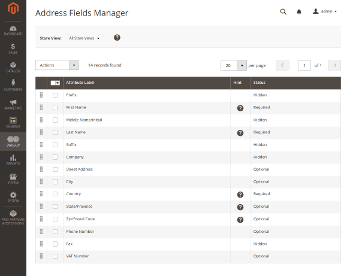 Address Fields Manager
admin
DASHBOARD
SALES
CATALOG
CUSTOMERS
MARKETING
CONTENT
REPORTS
STORES
SYSTEM
Store View: All Store Views
Actions
14 records found
20 per page
1 of 1
Attribute Label Hint Status
Prefix Hidden
First Name Required
Middle Name/Initial Hidden
Last Name Required
Suffix Hidden
Company Hidden
Street Address Optional
City Optional
Country Required
State/Province Optional
Zip/Postal Code Optional
Phone Number Optional
Fax Hidden
VAT Number Optional